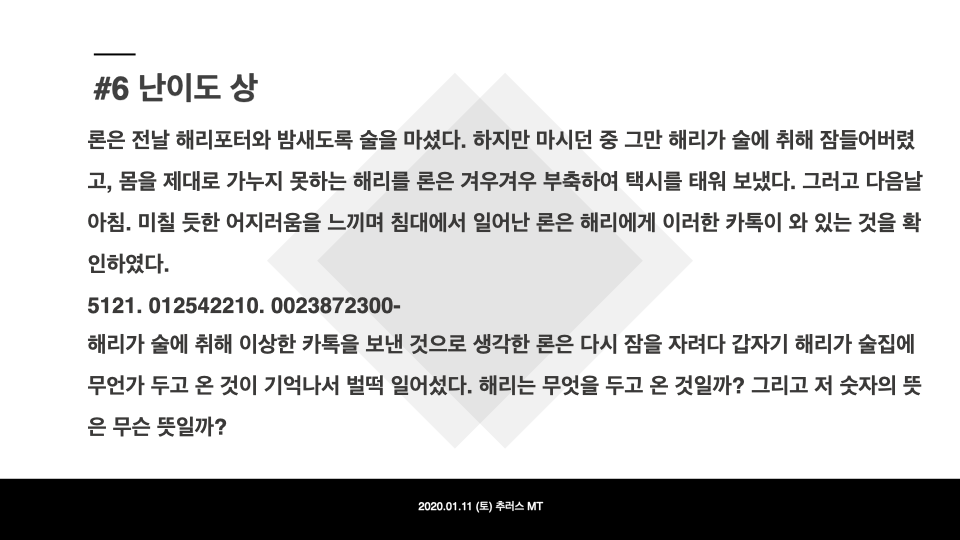 #6 난이도 상
론은 전날 해리포터와 밤새도록 술을 마셨다. 하지만 마시던 중 그만 해리가 술에 취해 잠들어버렸
고, 몸을 제대로 가누지 못하는 해리를 론은 겨우겨우 부축하여 택시를 태워 보냈다. 그러고 다음날
아침. 미칠 듯한 어지러움을 느끼며 침대에서 일어난 론은 해리에게 이러한 카톡이 와 있는 것을 확
인하였다.
5121. 012542210. 0023872300-
해리가 술에 취해 이상한 카톡을 보낸 것으로 생각한 론은 다시 잠을 자려다 갑자기 해리가 술집에
무언가 두고 온 것이 기억나서 벌떡 일어섰다. 해리는 무엇을 두고 온 것일까? 그리고 저 숫자의 뜻
은 무슨 뜻일까?
2020.01.11 (토) 추러스 MT